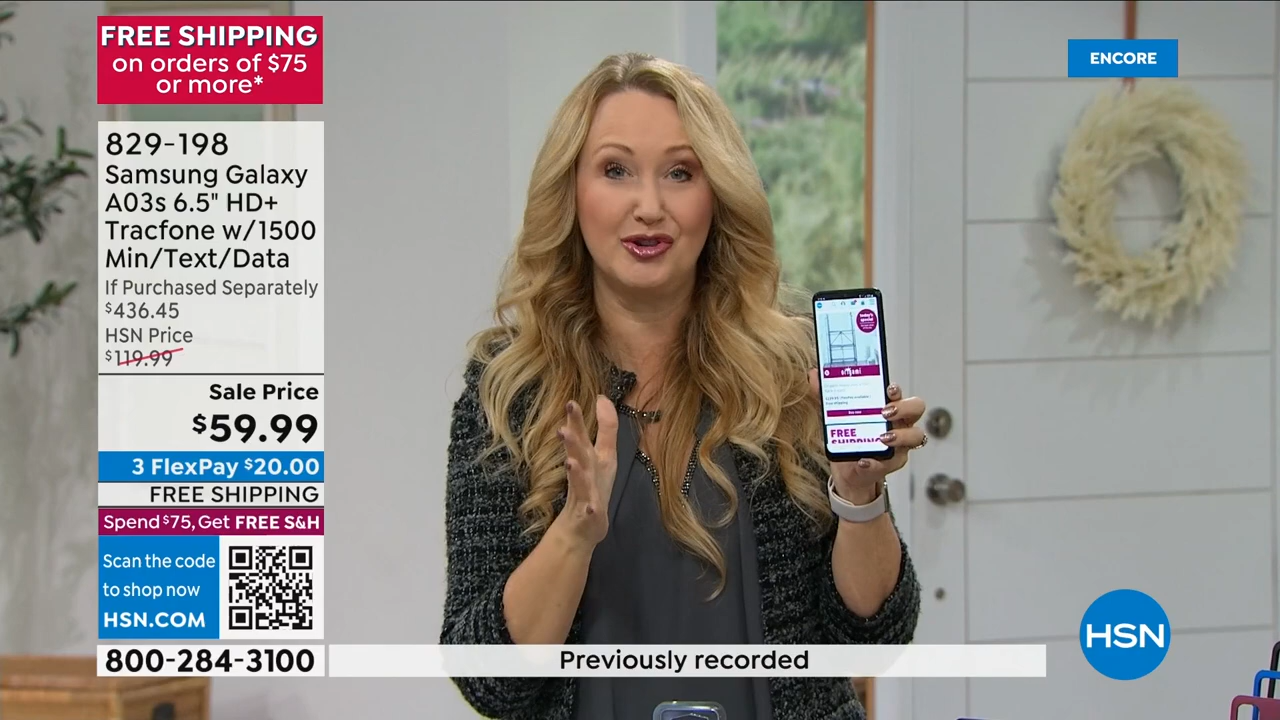 FREE SHIPPING
on orders of $75
or more*
ENCORE
829-198
Samsung Galaxy
A03s 6.5" HD+
Tracfone w/1500
Min/Text/Data
If Purchased Separately
$436.45
HSN Price
$119.99
Sale Price
$59.99
3 FlexPay $20.00
FREE SHIPPING
Spend $75, Get FREE S&H
Scan the code
to shop now
HSN.COM
800-284-3100
Previously recorded
HSN
today's
special
FREE
SHIPPING